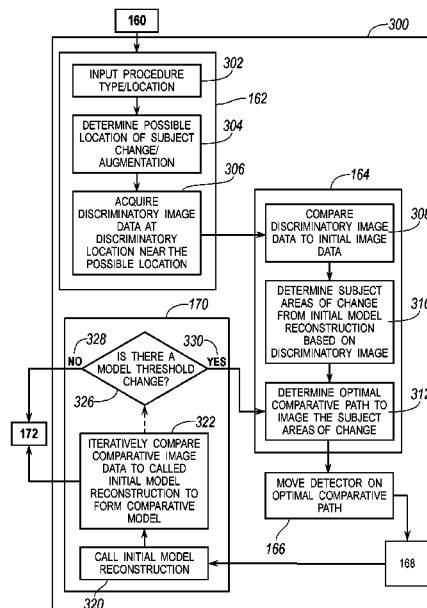 160
300
INPUT PROCEDURE
TYPE/LOCATION
302
162
DETERMINE POSSIBLE
LOCATION OF SUBJECT
CHANGE/
AUGMENTATION
304
306
ACQUIRE
DISCRIMINATORY IMAGE
DATA AT
DISCRIMINATORY
LOCATION NEAR THE
POSSIBLE LOCATION
164
COMPARE
DISCRIMINATORY IMAGE
DATA TO INITIAL IMAGE
DATA
308
DETERMINE SUBJECT
AREAS OF CHANGE
FROM INITIAL MODEL
RECONSTRUCTION
BASED ON
DISCRIMINATORY IMAGE
310
DETERMINE OPTIMAL
COMPARATIVE PATH TO
IMAGE THE SUBJECT
AREAS OF CHANGE
312
MOVE DETECTOR ON
OPTIMAL COMPARATIVE
PATH
166
168
170
328
NO
330
YES
IS THERE A
MODEL THRESHOLD
CHANGE?
326
172
322
ITERATIVELY COMPARE
COMPARATIVE IMAGE
DATA TO CALLED
INITIAL MODEL
RECONSTRUCTION TO
FORM COMPARATIVE
MODEL
CALL INITIAL MODEL
RECONSTRUCTION
320